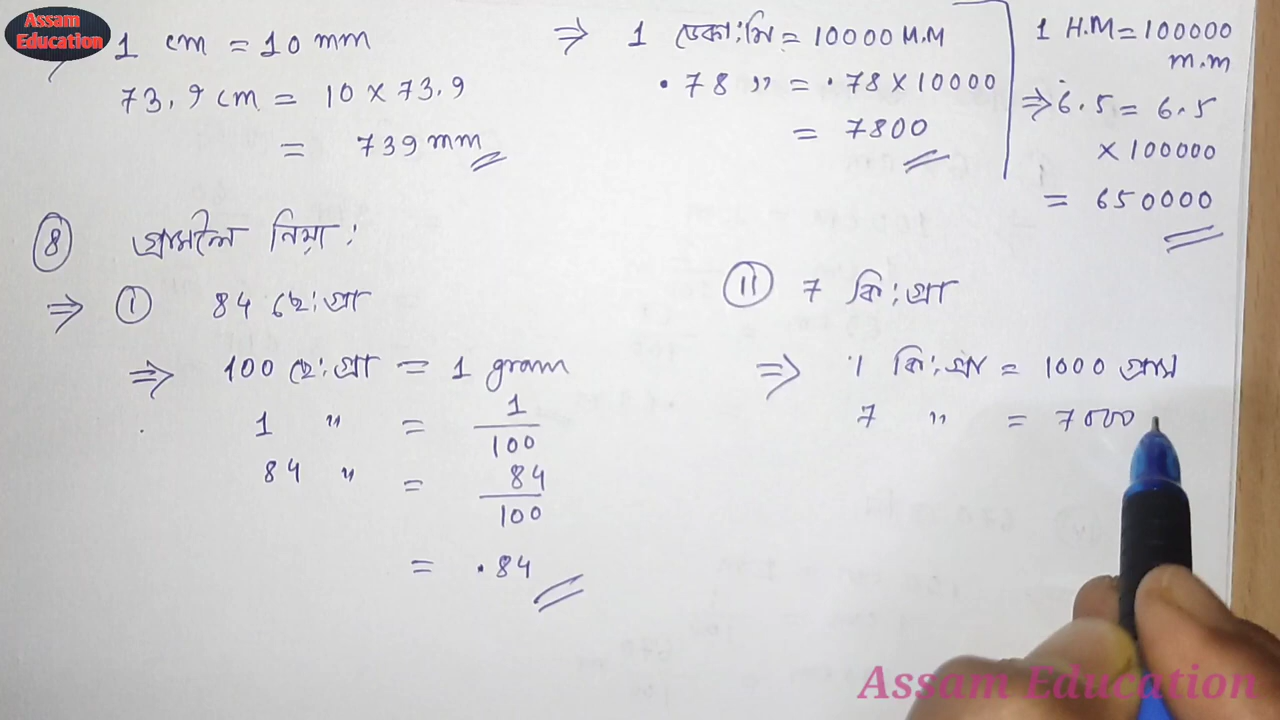 Assam
Education
1 cm = 10 mm
73.9 cm = 10 x 73.9
= 739 mm
⇒ 1 ডেকা:মি = 10000 M.M
.78 " = .78 x 10000
= 7800
1 H.M = 100000
m.m
⇒ 6.5 = 6.5
x 100000
= 650000
8 গ্ৰামলৈ নিয়া:
⇒ i 84 ছে:গ্ৰা
⇒ 100 ছে:গ্ৰা = 1 gram
1 " = 1/100
84 " = 84/100
= .84
ii 7 কি:গ্ৰা
⇒ 1 কি:গ্ৰা = 1000 গ্ৰাম
7 " = 7000
Assam Education